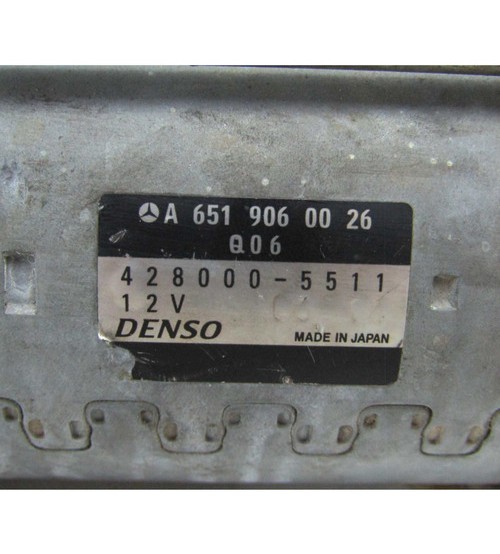 A 651 906 00 26
Q06
428000-5511
12V
DENSO
MADE IN JAPAN